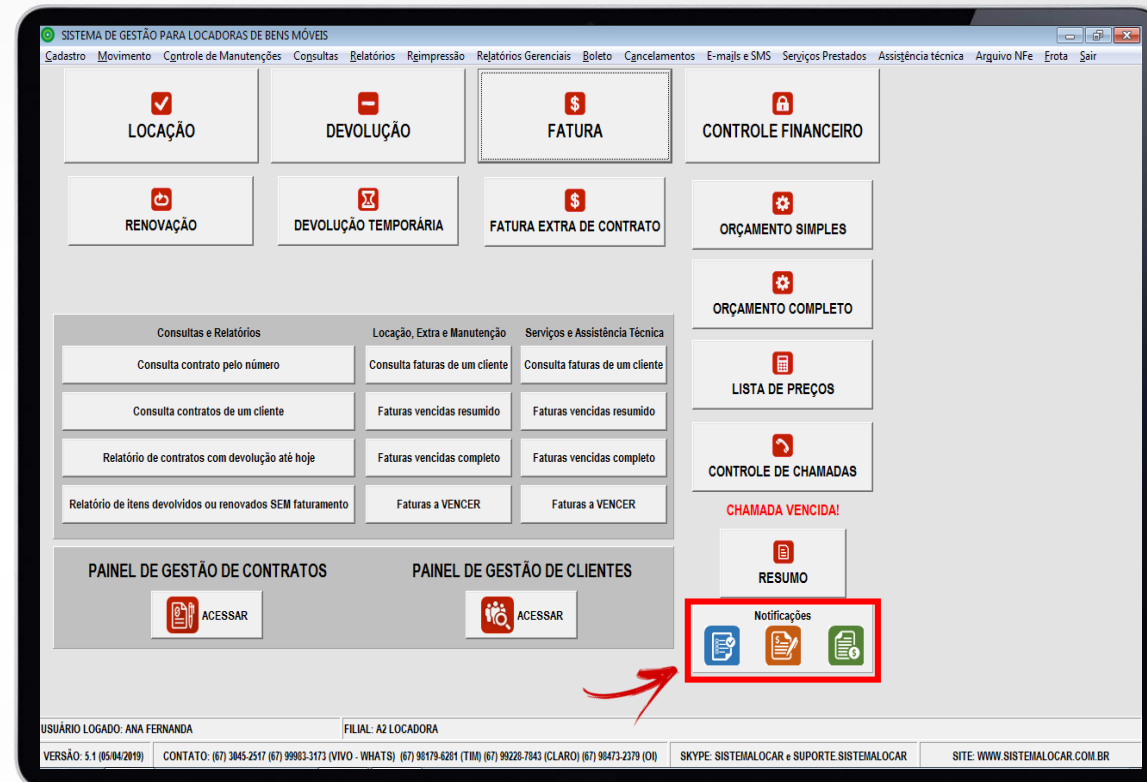 SISTEMA DE GESTÃO PARA LOCADORAS DE BENS MÓVEIS
Cadastro Movimento Controle de Manutenções Consultas Relatórios Reimpressão Relatórios Gerenciais Boleto Cancelamentos E-mails e SMS Serviços Prestados Assistência técnica Arquivo NFe Frota Sair
LOCAÇÃO
DEVOLUÇÃO
FATURA
CONTROLE FINANCEIRO
RENOVAÇÃO
DEVOLUÇÃO TEMPORÁRIA
FATURA EXTRA DE CONTRATO
ORÇAMENTO SIMPLES
ORÇAMENTO COMPLETO
LISTA DE PREÇOS
CONTROLE DE CHAMADAS
CHAMADA VENCIDA!
RESUMO
Notificações
Consultas e Relatórios
Locação, Extra e Manutenção
Serviços e Assistência Técnica
Consulta contrato pelo número
Consulta faturas de um cliente
Consulta faturas de um cliente
Consulta contratos de um cliente
Faturas vencidas resumido
Faturas vencidas resumido
Relatório de contratos com devolução até hoje
Faturas vencidas completo
Faturas vencidas completo
Relatório de itens devolvidos ou renovados SEM faturamento
Faturas a VENCER
Faturas a VENCER
PAINEL DE GESTÃO DE CONTRATOS
ACESSAR
PAINEL DE GESTÃO DE CLIENTES
ACESSAR
USUÁRIO LOGADO: ANA FERNANDA
FILIAL: A2 LOCADORA
VERSÃO: 5.1 (05/04/2019)
CONTATO: (67) 3045-2517 (67) 99983-3173 (VIVO - WHATS) (67) 98179-6281 (TIM) (67) 99228-7843 (CLARO) (67) 98473-2379 (OI)
SKYPE: SISTEMALOCAR e SUPORTE.SISTEMALOCAR
SITE: WWW.SISTEMALOCAR.COM.BR